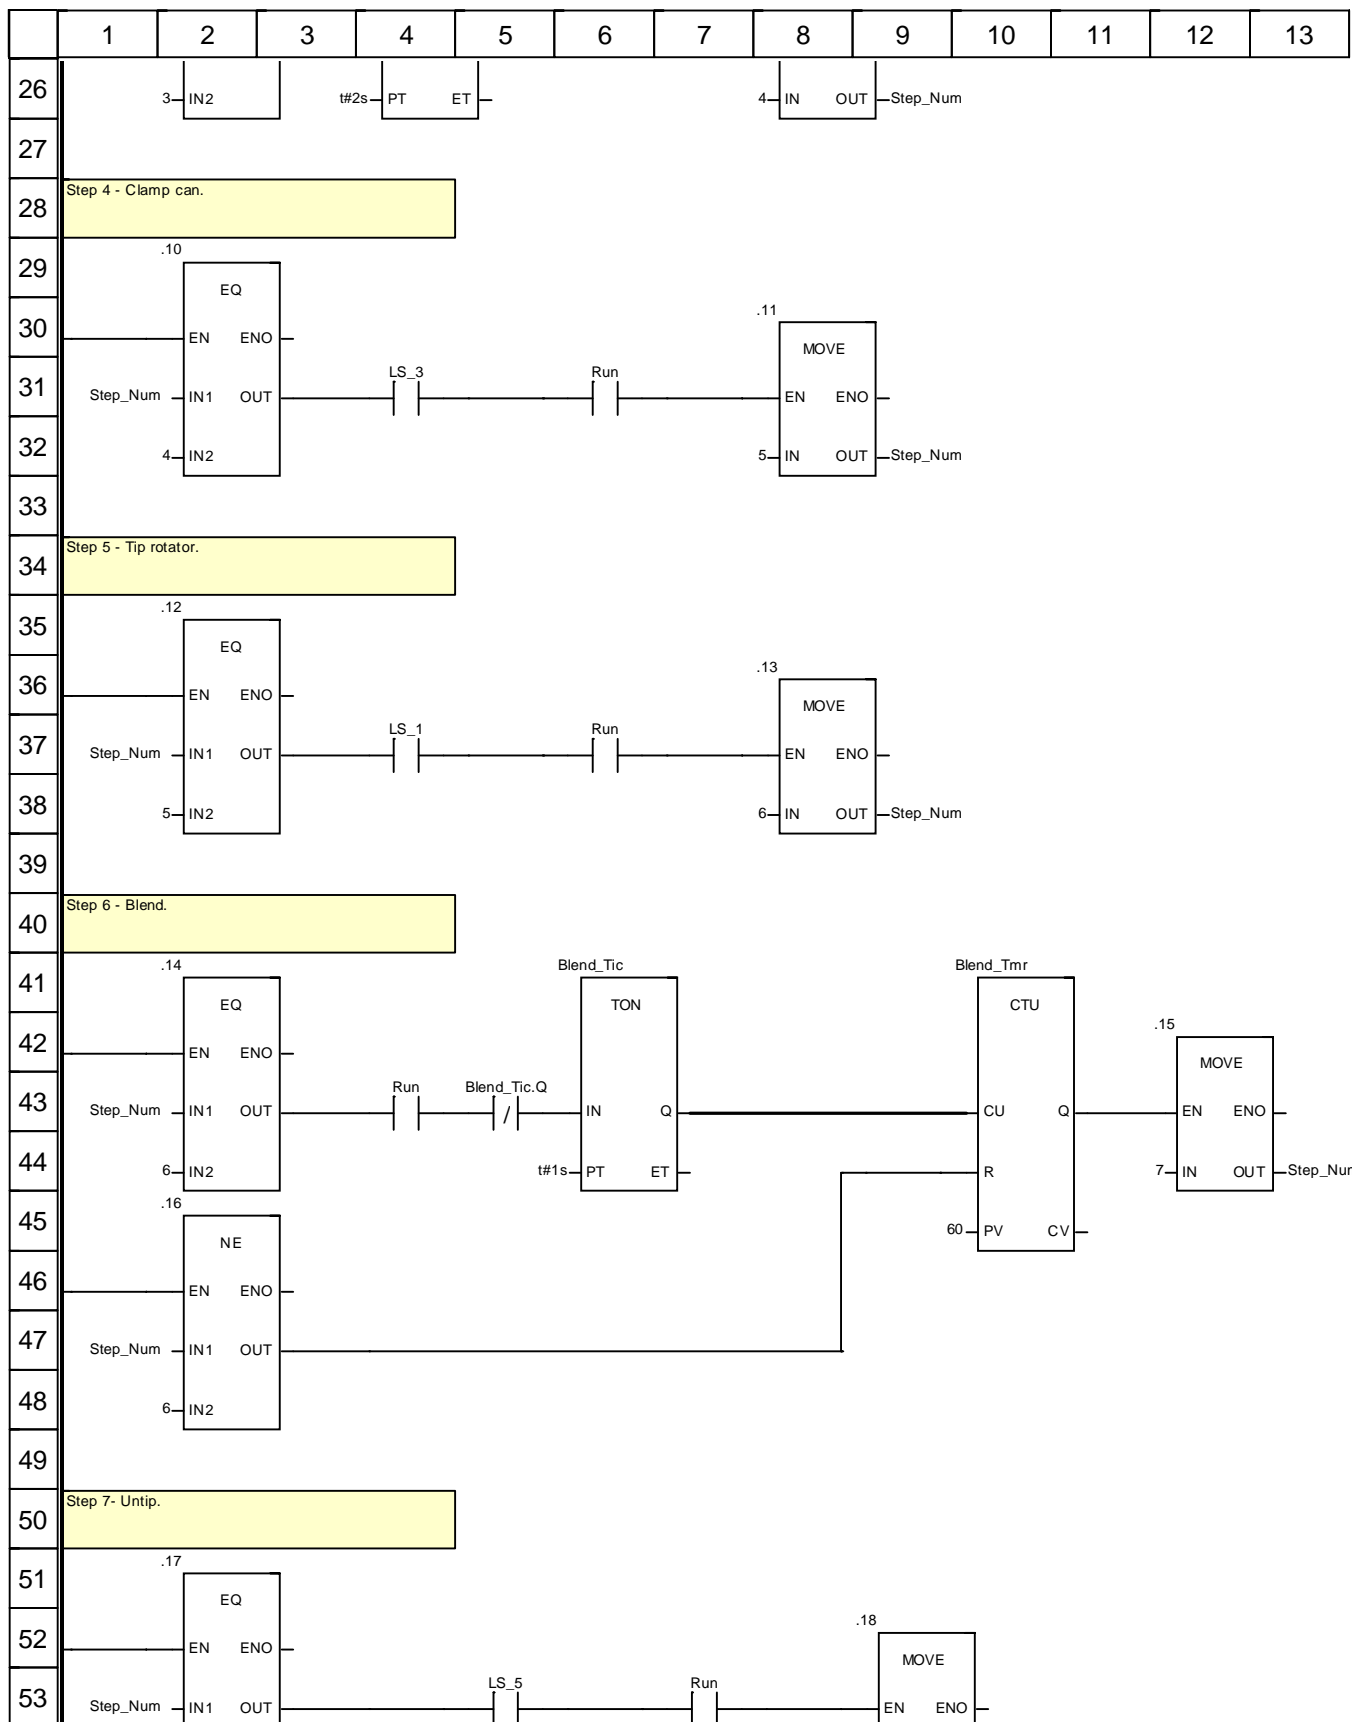 1 2 3 4 5 6 7 8 9 10 11 12 13
26
3 IN2 t#2s PT ET 4 IN OUT Step_Num
27
Step 4 - Clamp can.
28
.10
29
EQ
30 EN ENO .11
MOVE
LS_3 Run
31 Step_Num IN1 OUT EN ENO
32 4 IN2 5 IN OUT Step_Num
33
Step 5 - Tip rotator.
34
.12
35
EQ
36 EN ENO .13
MOVE
LS_1 Run
37 Step_Num IN1 OUT EN ENO
38 5 IN2 6 IN OUT Step_Num
39
Step 6 - Blend.
40
.14 Blend_Tic Blend_Tmr
41
EQ TON CTU
.15
42 EN ENO MOVE
Run Blend_Tic.Q
43 Step_Num IN1 OUT / IN Q CU Q EN ENO
44 6 IN2 t#1s PT ET R 7 IN OUT Step_Num
.16
45 60 PV CV
NE
46 EN ENO
47 Step_Num IN1 OUT
48 6 IN2
49
Step 7- Untip.
50
.17
51
EQ
.18
52 EN ENO MOVE
LS_5 Run
53 Step_Num IN1 OUT EN ENO